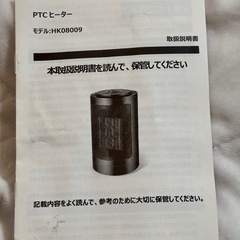 PTC ヒーター
モデル:HK08009
取扱説明書
本取扱説明書を読んで、保管してください
記載内容をよく読んで、参考のために大切に保管してください。